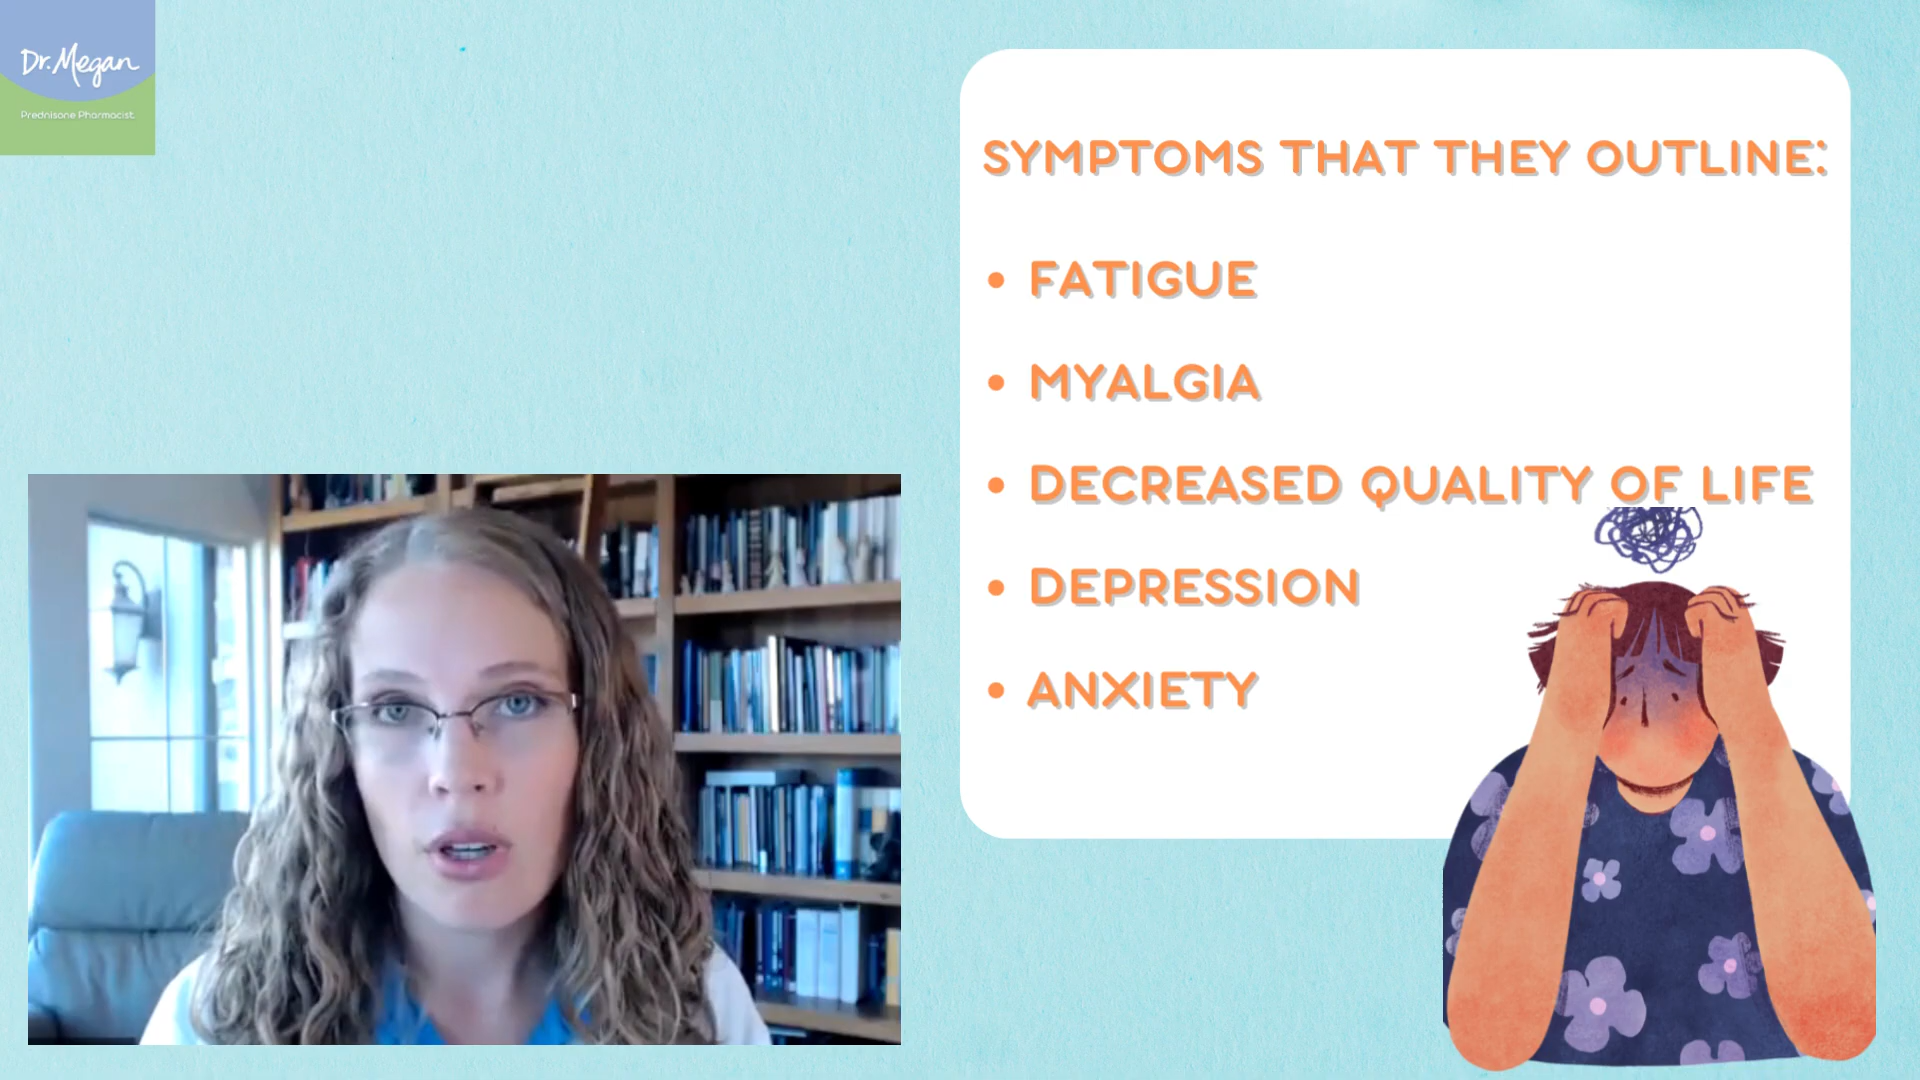 Dr. Megan
Prednisone Pharmacist
SYMPTOMS THAT THEY OUTLINE:
• FATIGUE
• MYALGIA
• DECREASED QUALITY OF LIFE
• DEPRESSION
• ANXIETY